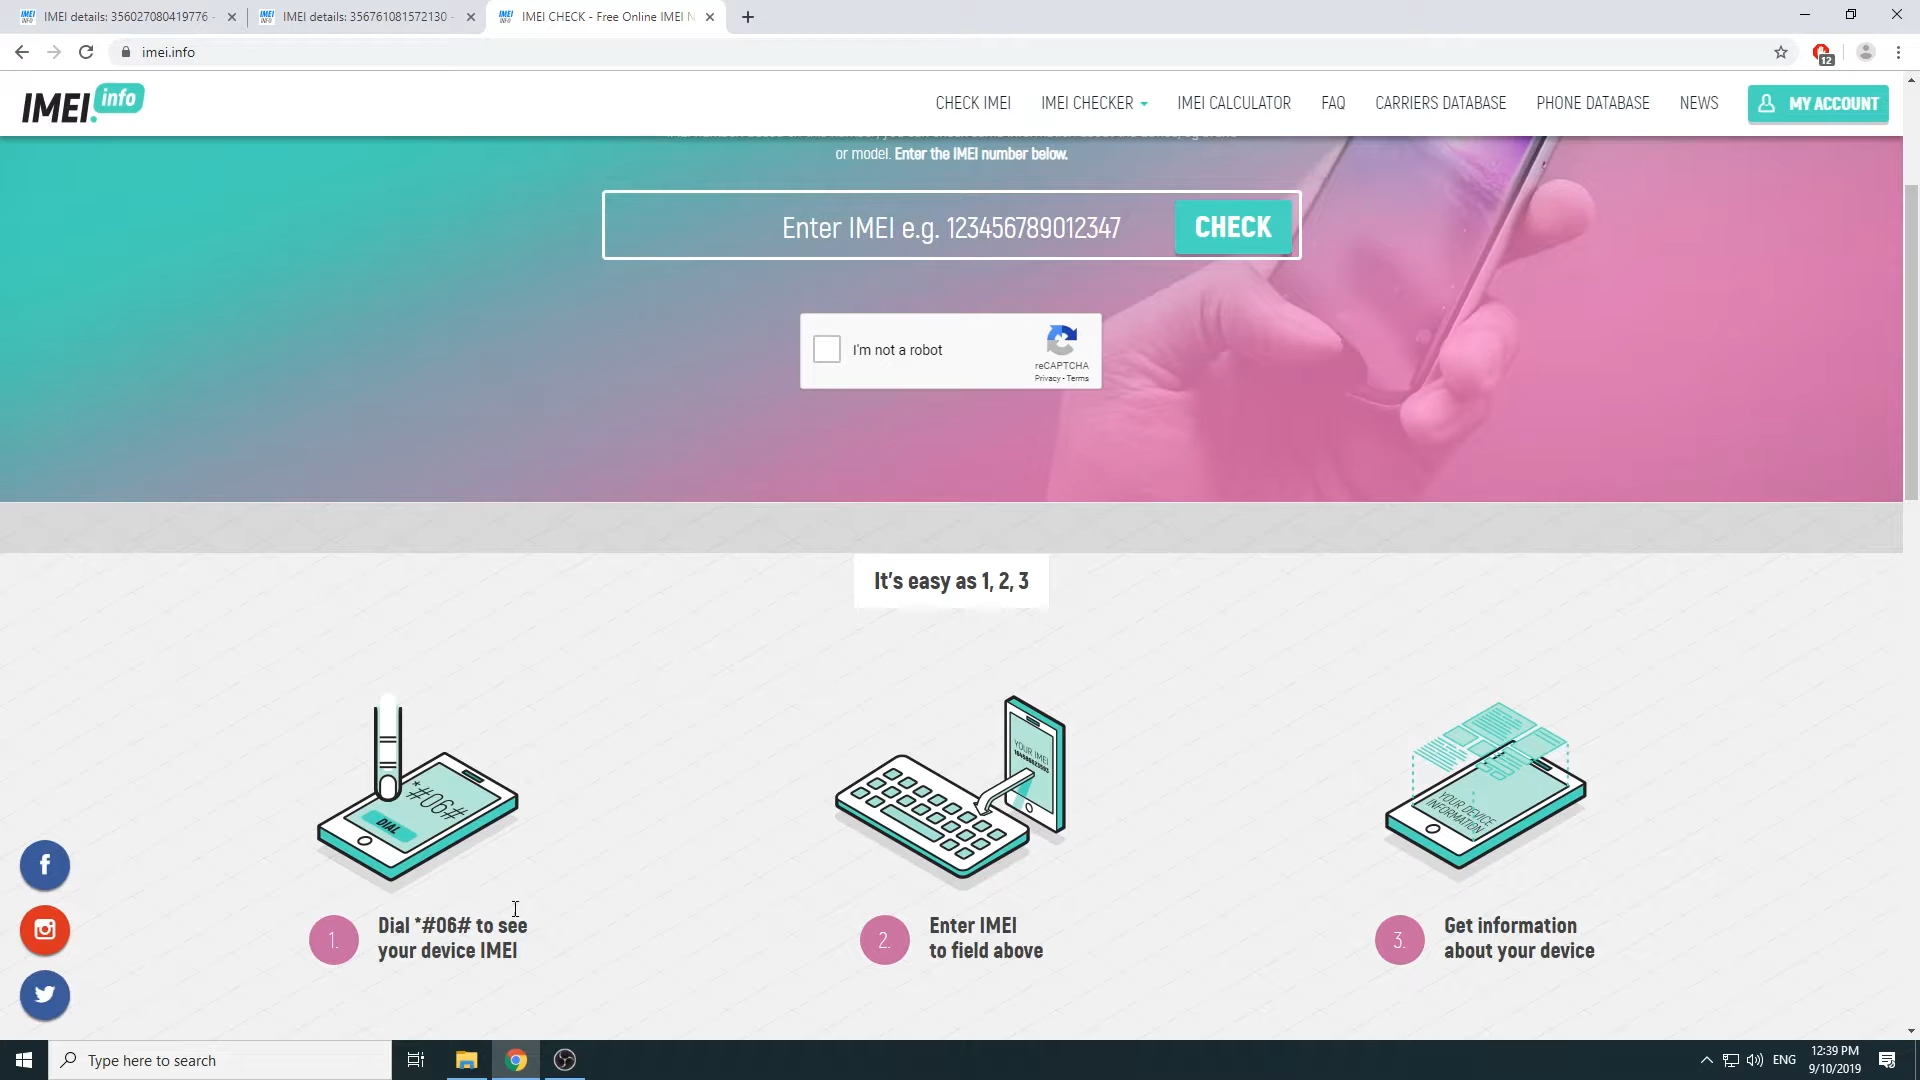 IMEI details: 356027080419776 -
IMEI details: 356761081572130 -
IMEI CHECK - Free Online IMEI N
imei.info
12
IMEI.info
CHECK IMEI
IMEI CHECKER
IMEI CALCULATOR
FAQ
CARRIERS DATABASE
PHONE DATABASE
NEWS
MY ACCOUNT
or model. Enter the IMEI number below.
Enter IMEI e.g. 123456789012347
CHECK
I'm not a robot
reCAPTCHA
Privacy - Terms
It's easy as 1, 2, 3
*#06#
DIAL
YOUR IMEI
YOUR DEVICE
INFORMATION
1.
Dial *#06# to see
your device IMEI
2.
Enter IMEI
to field above
3.
Get information
about your device
Type here to search
ENG
12:39 PM
9/10/2019